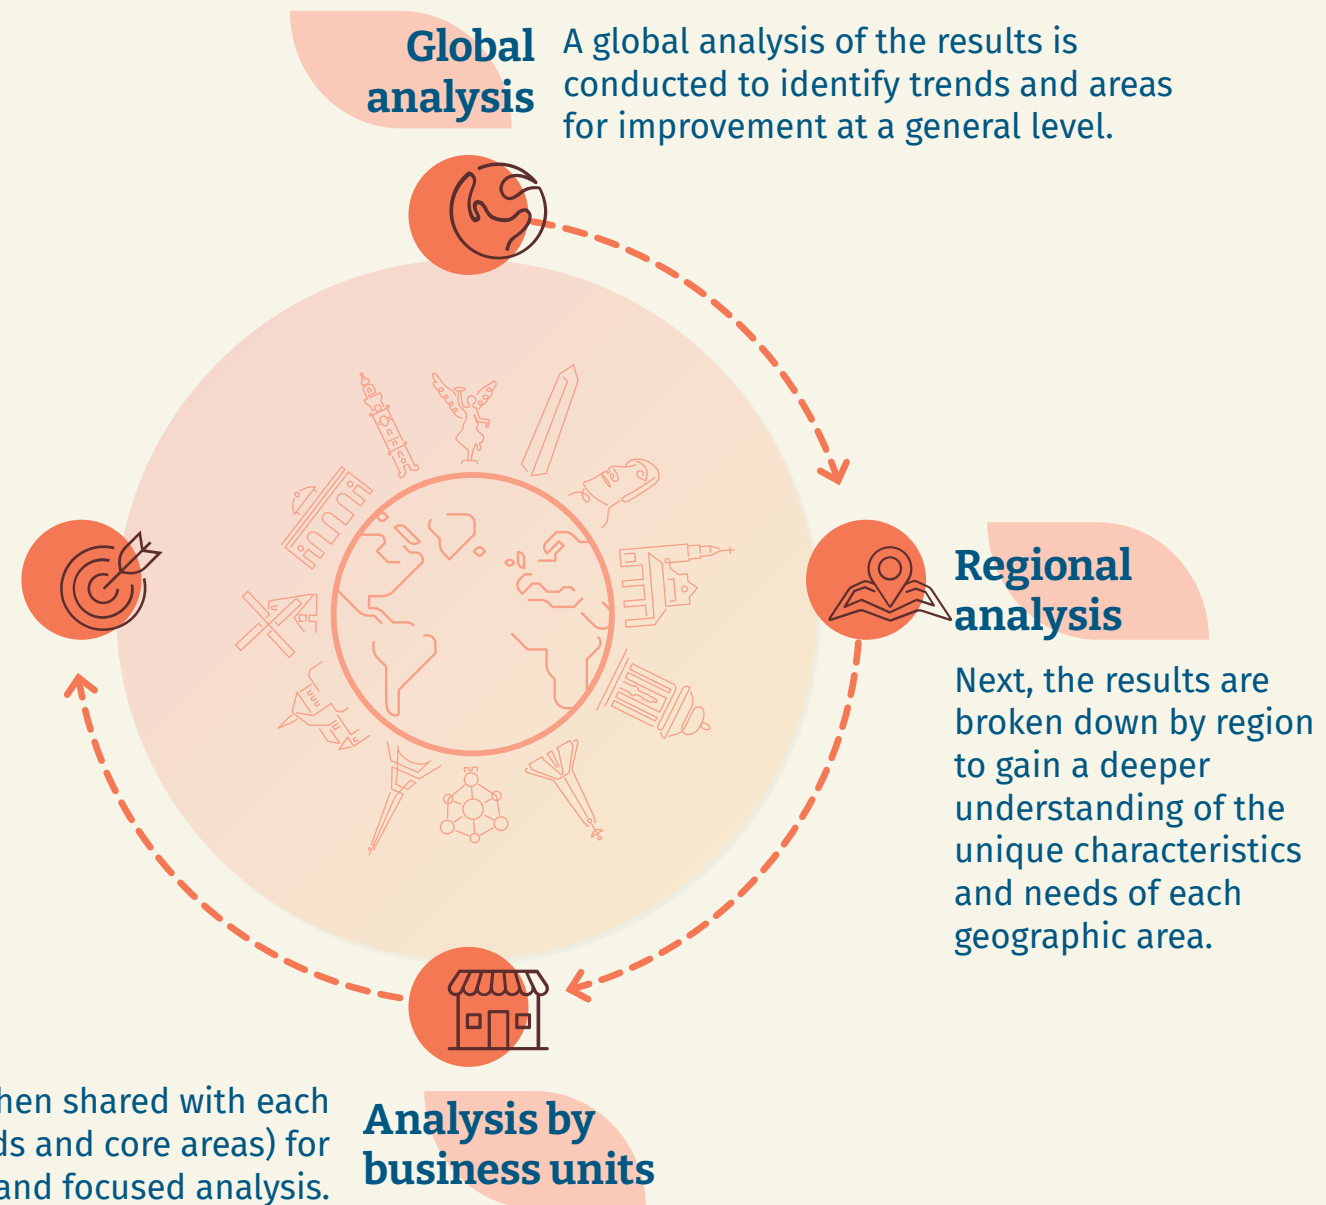 Global
analysis
A global analysis of the results is
conducted to identify trends and areas
for improvement at a general level.
Regional
analysis
Next, the results are
broken down by region
to gain a deeper
understanding of the
unique characteristics
and needs of each
geographic area.
Analysis by
business units
shared with each
and core areas) for
and focused analysis.